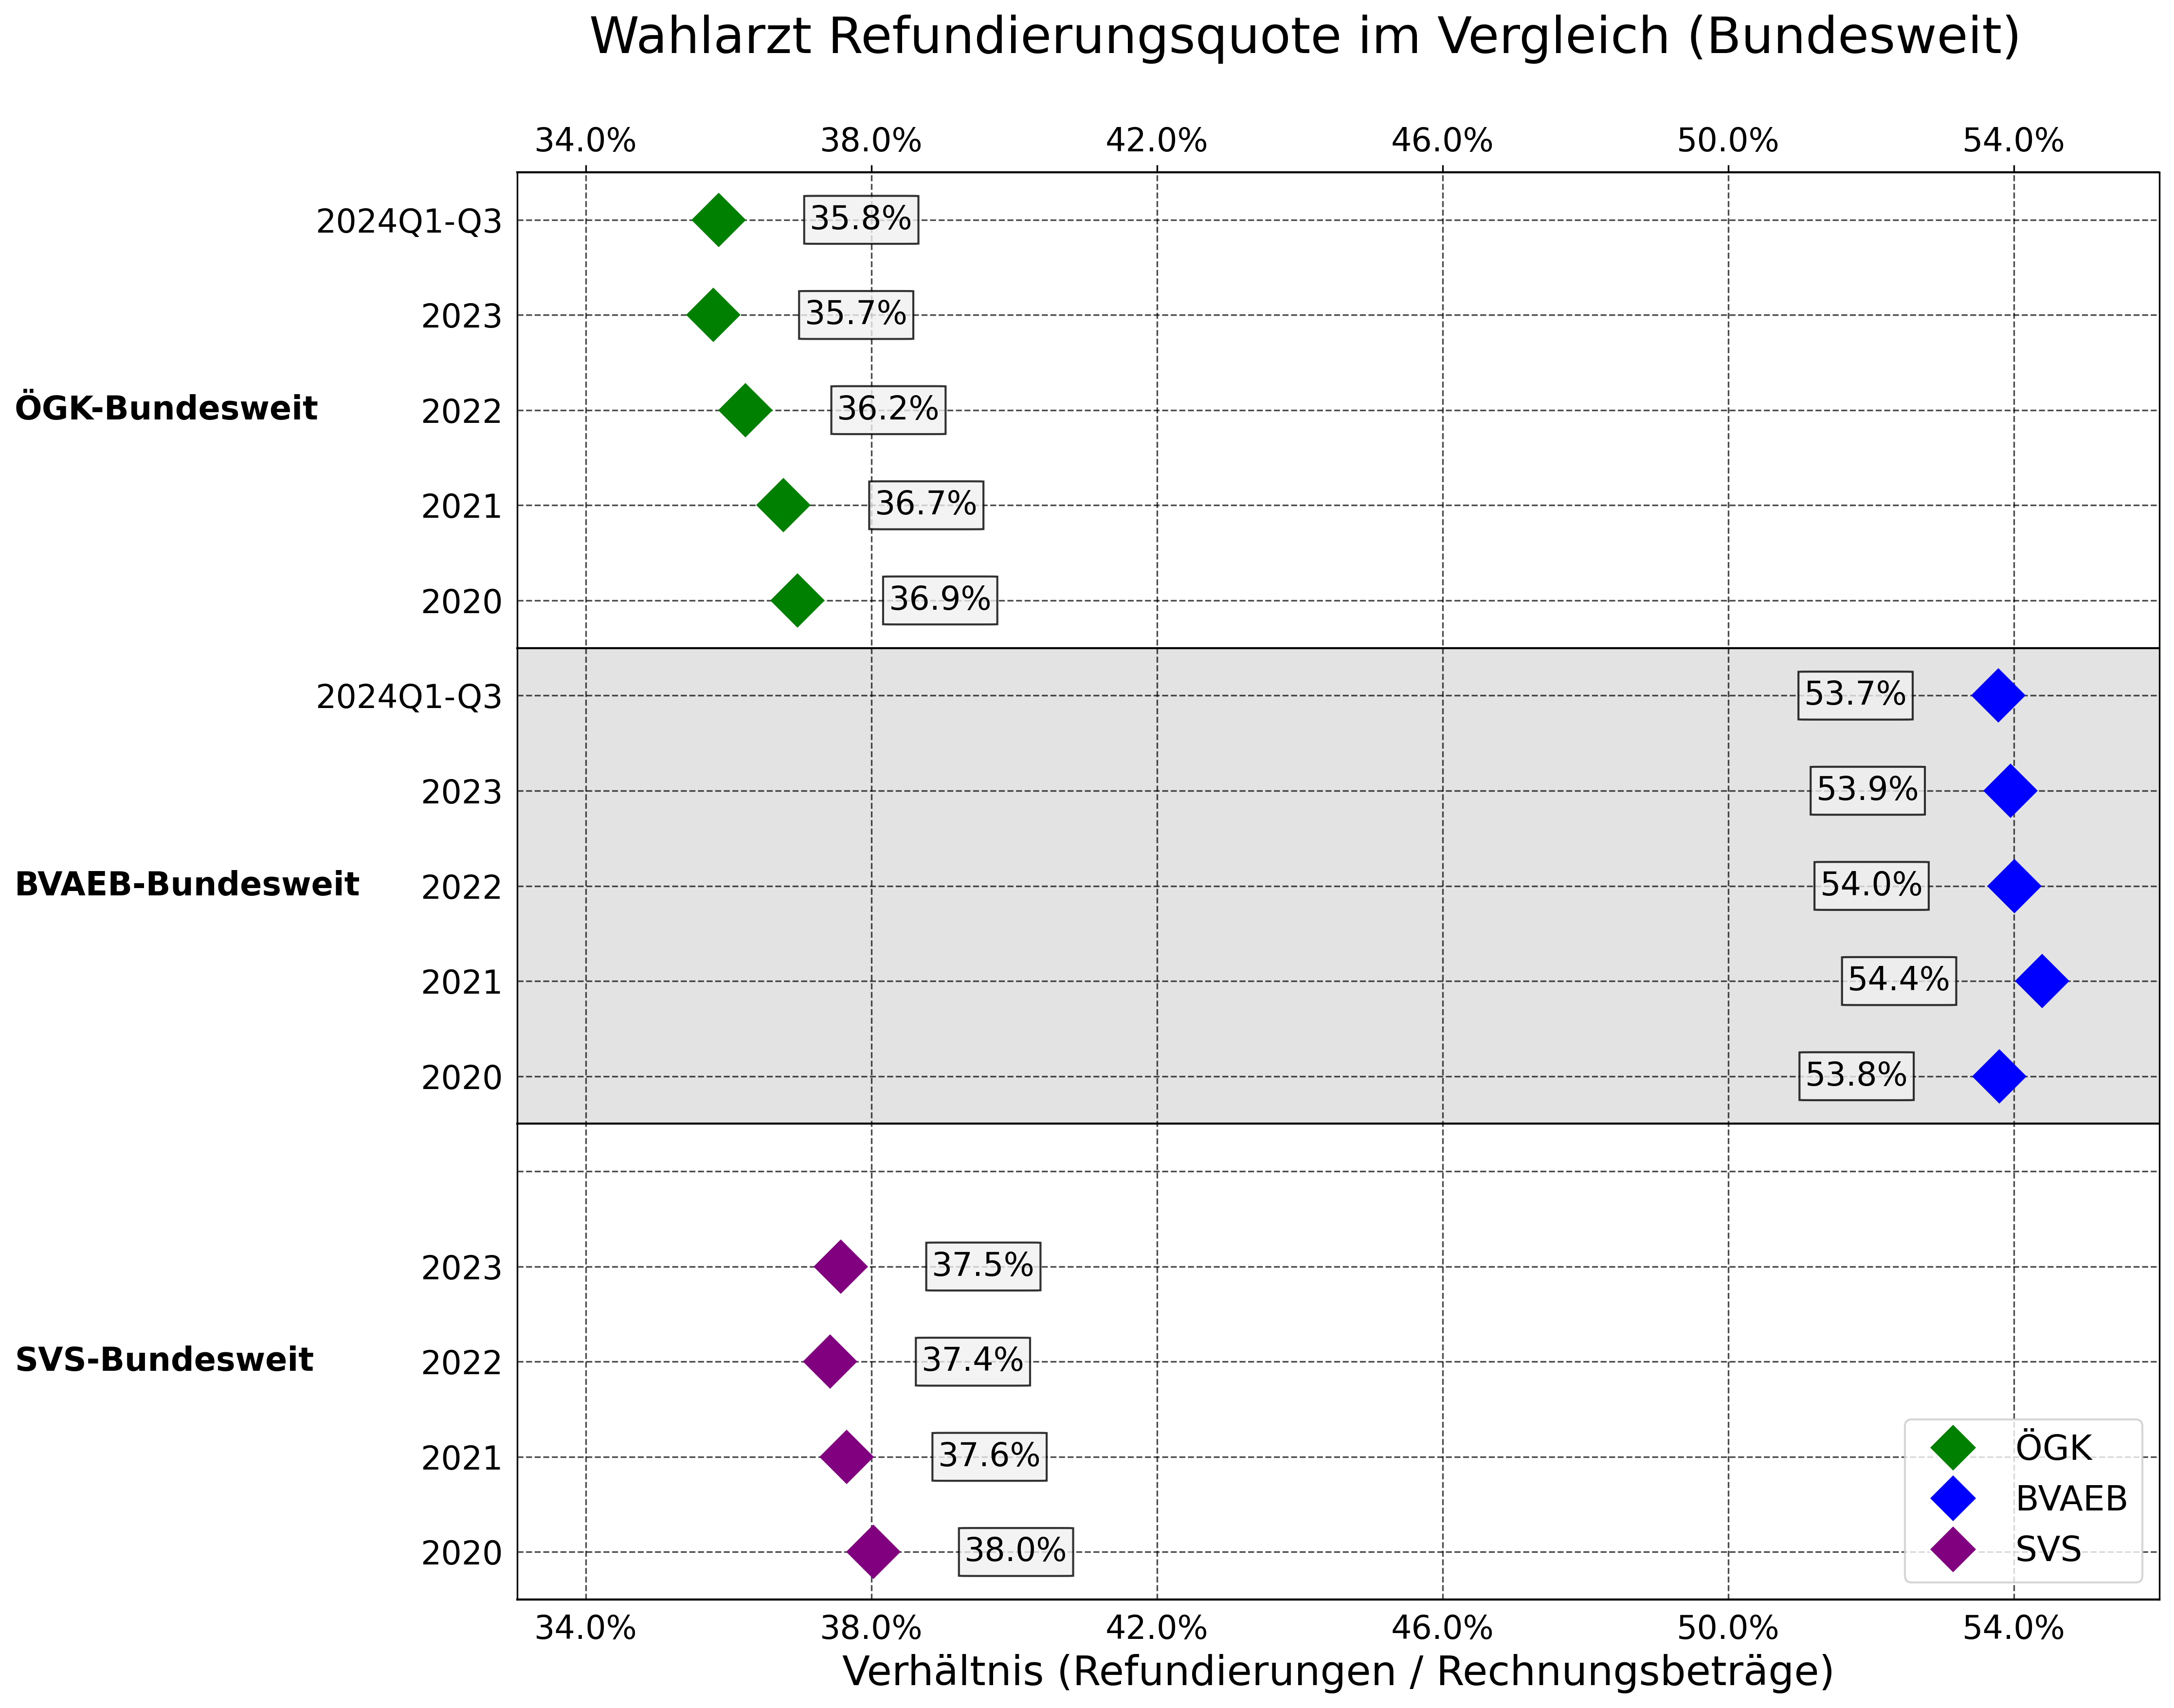 Wahlarzt Refundierungsquote im Vergleich (Bundesweit)
34.0% 38.0% 42.0% 46.0% 50.0% 54.0%
2024Q1-Q3 35.8%
2023 35.7%
ÖGK-Bundesweit 2022 36.2%
2021 36.7%
2020 36.9%
2024Q1-Q3 53.7%
2023 53.9%
BVAEB-Bundesweit 2022 54.0%
2021 54.4%
2020 53.8%
2023 37.5%
SVS-Bundesweit 2022 37.4%
2021 37.6%
2020 38.0%
ÖGK
BVAEB
SVS
34.0% 38.0% 42.0% 46.0% 50.0% 54.0%
Verhältnis (Refundierungen / Rechnungsbeträge)